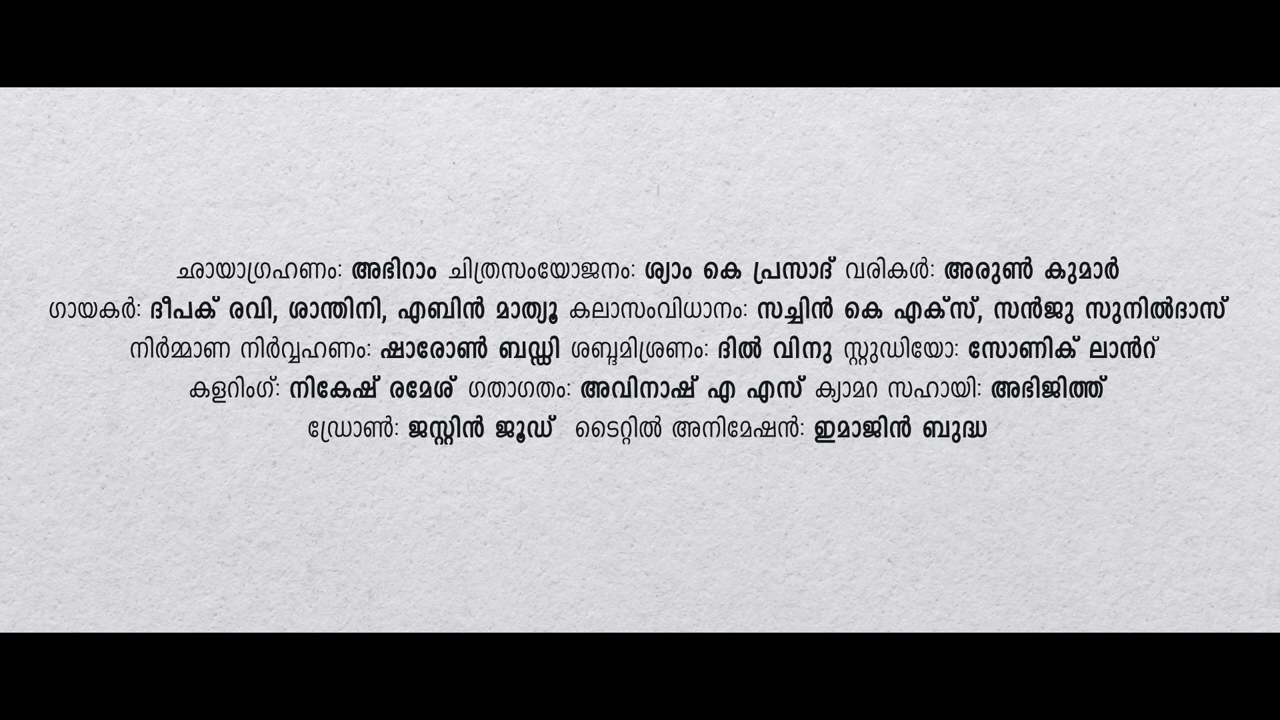 ഛായാഗ്രഹണം: അഭിറാം ചിത്രസംയോജനം: ശ്യാം കെ പ്രസാദ് വരികൾ: അരുൺ കുമാർ
ഗായകർ: ദീപക് രവി, ശാന്തിനി, എബിൻ മാത്യൂ കലാസംവിധാനം: സച്ചിൻ കെ എക്സ്, സൻജു സുനിൽദാസ്
നിർമ്മാണ നിർവ്വഹണം: ഷാരോൺ ബഡ്ഡി ശബ്ദമിശ്രണം: ദിൽ വിനു സ്റ്റുഡിയോ: സോണിക് ലാൻറ്
കളറിംഗ്: നികേഷ് രമേശ് ഗതാഗതം: അവിനാഷ് എ എസ് ക്യാമറ സഹായി: അഭിജിത്ത്
ഡ്രോൺ: ജസ്റ്റിൻ ജൂഡ് ടൈറ്റിൽ അനിമേഷൻ: ഇമാജിൻ ബുദ്ധ